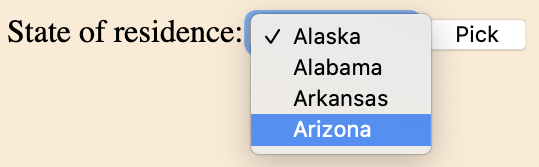 State of residence:
✓ Alaska
Pick
Alabama
Arkansas
Arizona